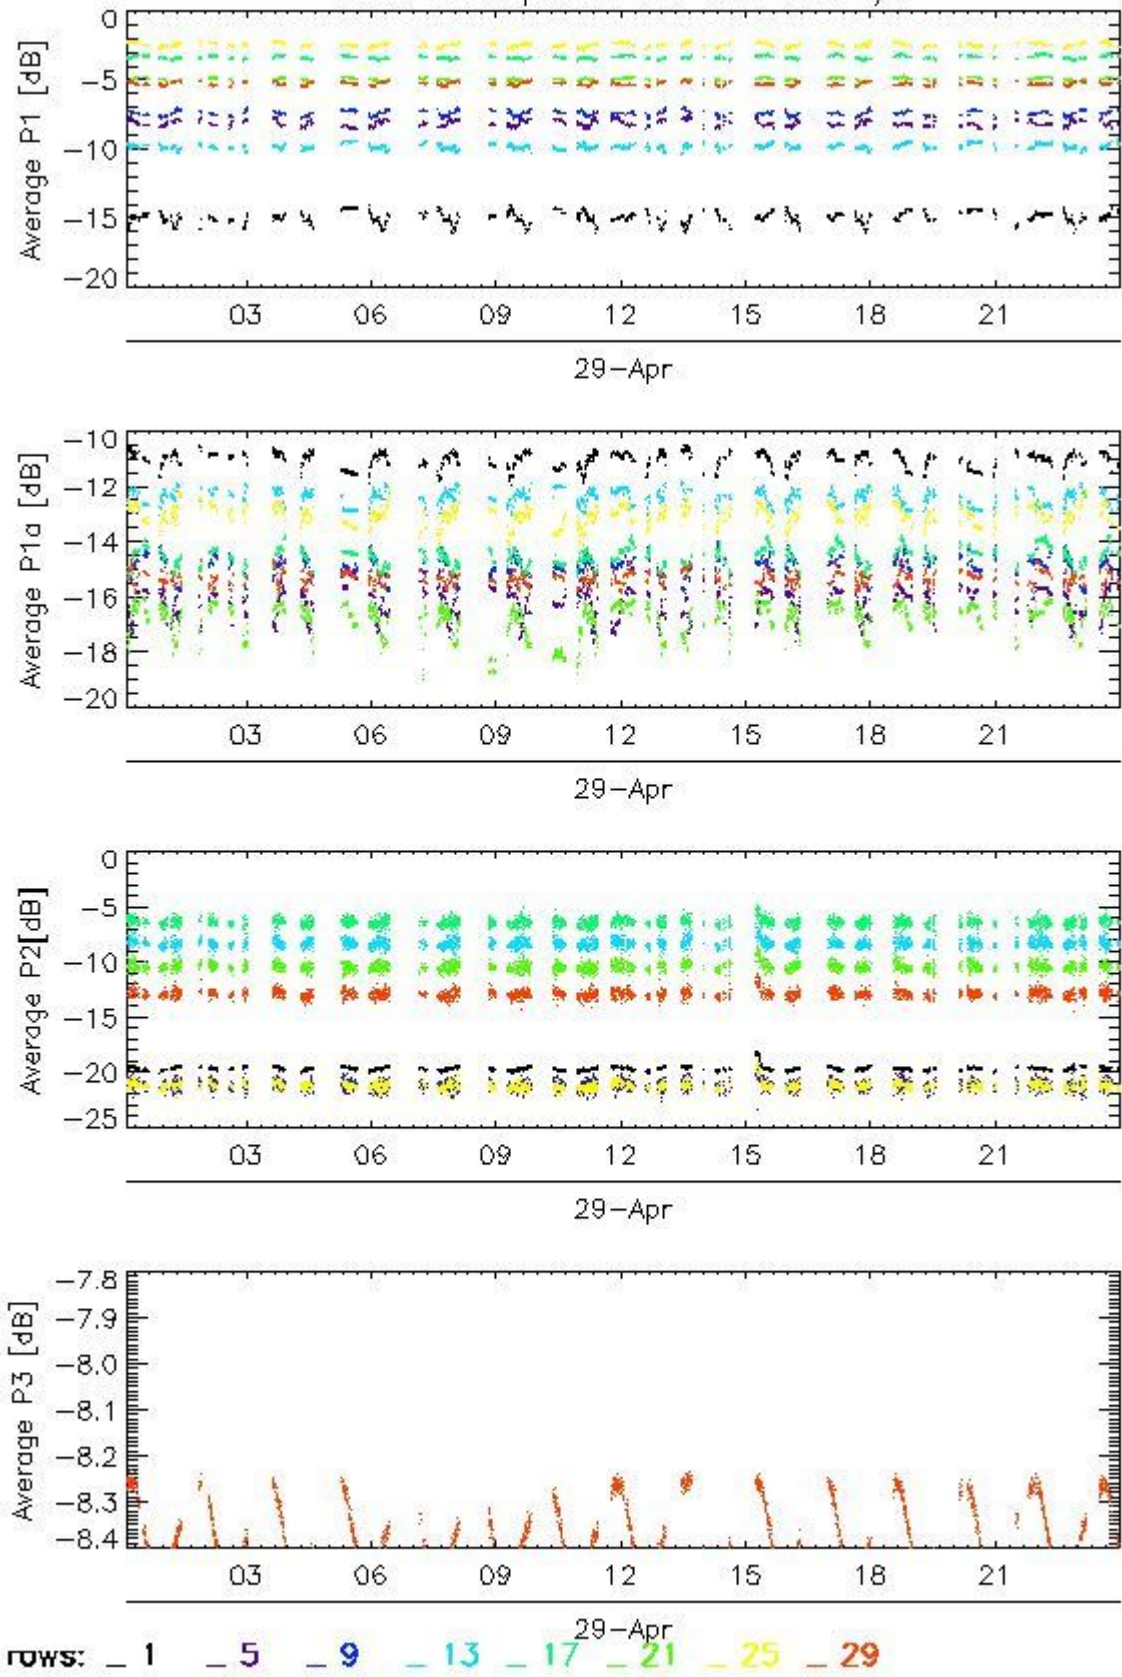 0
−5
−10
−15
−20
Average P1 [dB]
03 06 09 12 15 18 21
29−Apr
−10
−12
−14
−16
−18
−20
Average P1a [dB]
03 06 09 12 15 18 21
29−Apr
0
−5
−10
−15
−20
−25
Average P2[dB]
03 06 09 12 15 18 21
29−Apr
−7.8
−7.9
−8.0
−8.1
−8.2
−8.3
−8.4
Average P3 [dB]
03 06 09 12 15 18 21
29−Apr
rows: _ 1 _ 5 _ 9 _ 13 _ 17 _ 21 _ 25 _ 29